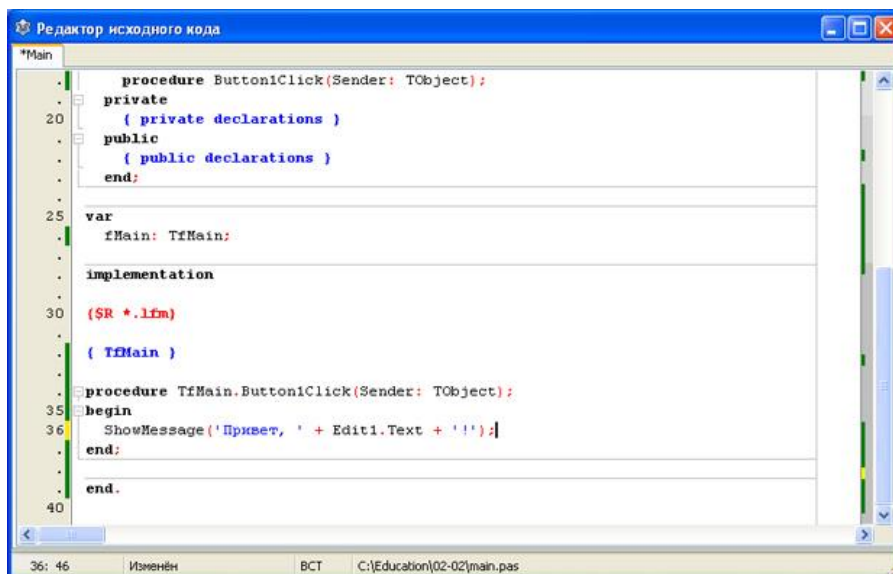 Редактор исходного кода
*Main
. procedure Button1Click(Sender: TObject);
. private
20 { private declarations }
. public
. { public declarations }
. end;
.
25 var
. fMain: TfMain;
.
. implementation
.
30 {$R *.lfm}
.
. { TfMain }
.
. procedure TfMain.Button1Click(Sender: TObject);
35 begin
36 ShowMessage('Привет, ' + Edit1.Text + '!');
. end;
.
. end.
40
36: 46 Изменён ВСТ C:\Education\02-02\main.pas